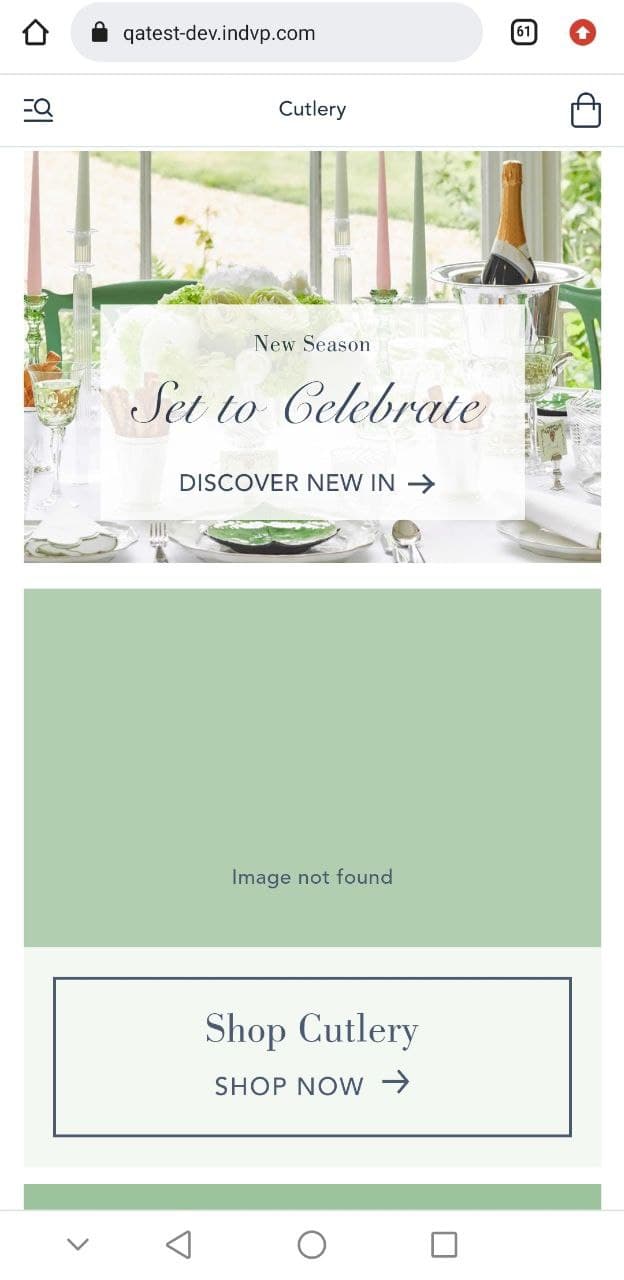 qatest-dev.indvp.com
61
Cutlery
New Season
Set to Celebrate
DISCOVER NEW IN →
Image not found
Shop Cutlery
SHOP NOW →